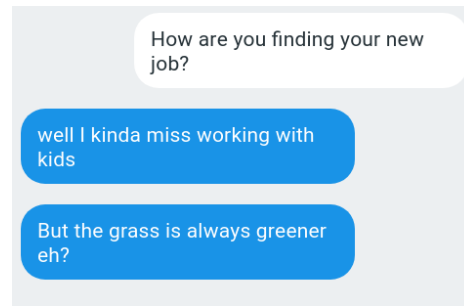 How are you finding your new
job?
well I kinda miss working with
kids
But the grass is always greener
eh?